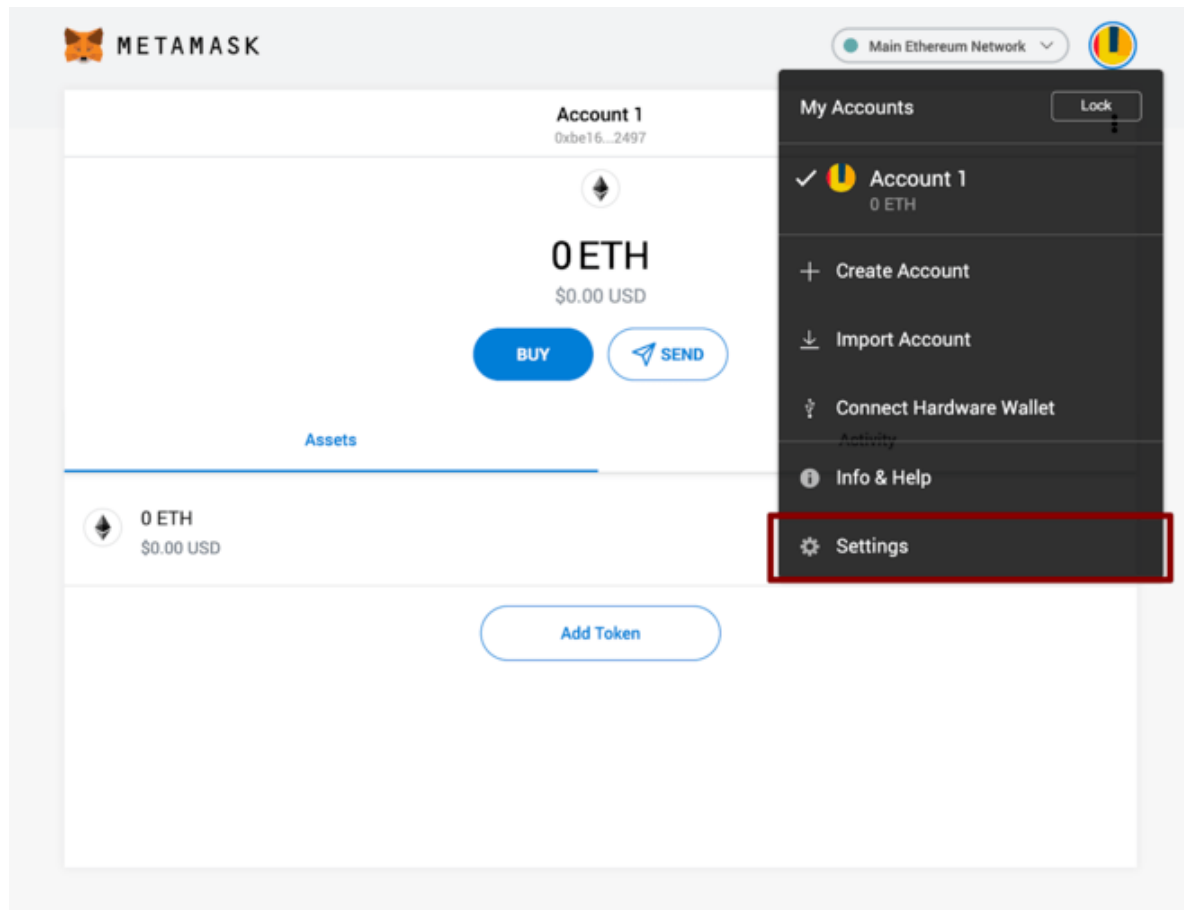 METAMASK
Main Ethereum Network
Account 1
0xbe16...2497
My Accounts
Lock
Account 1
0 ETH
0 ETH
$0.00 USD
BUY
SEND
Create Account
Import Account
Connect Hardware Wallet
Assets
Activity
Info & Help
0 ETH
$0.00 USD
Settings
Add Token